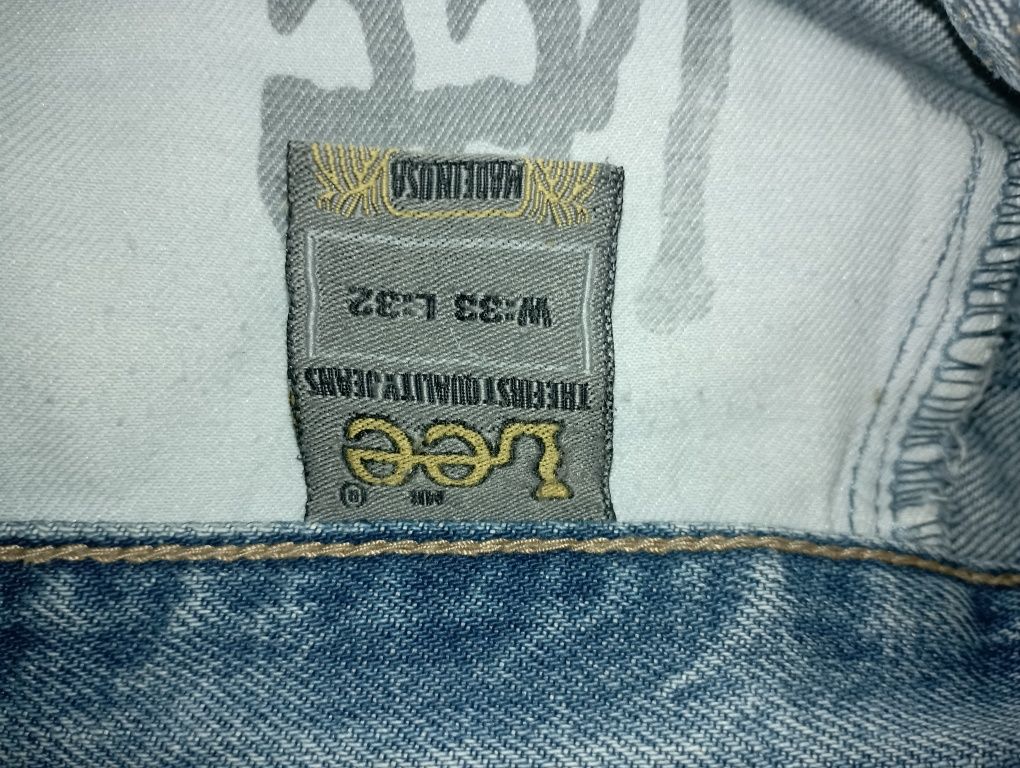 MR
Lee ®
THE FIRST QUALITY JEANS
W:33 L:32
MADE IN USA